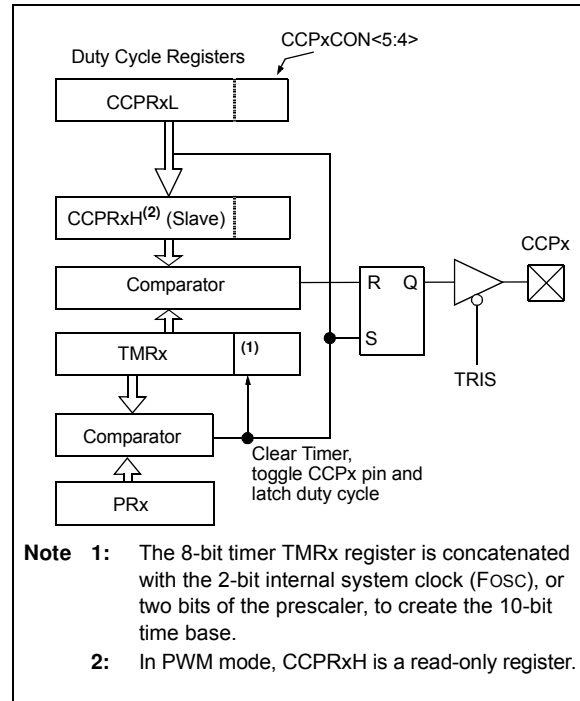 CCPxCON<5:4>
Duty Cycle Registers
CCPRxL
CCPRxH(2) (Slave)
CCPx
Comparator
R Q
TMRx (1)
S
TRIS
Comparator
Clear Timer,
toggle CCPx pin and
latch duty cycle
PRx
Note 1: The 8-bit timer TMRx register is concatenated
with the 2-bit internal system clock (FOSC), or
two bits of the prescaler, to create the 10-bit
time base.
2: In PWM mode, CCPRxH is a read-only register.